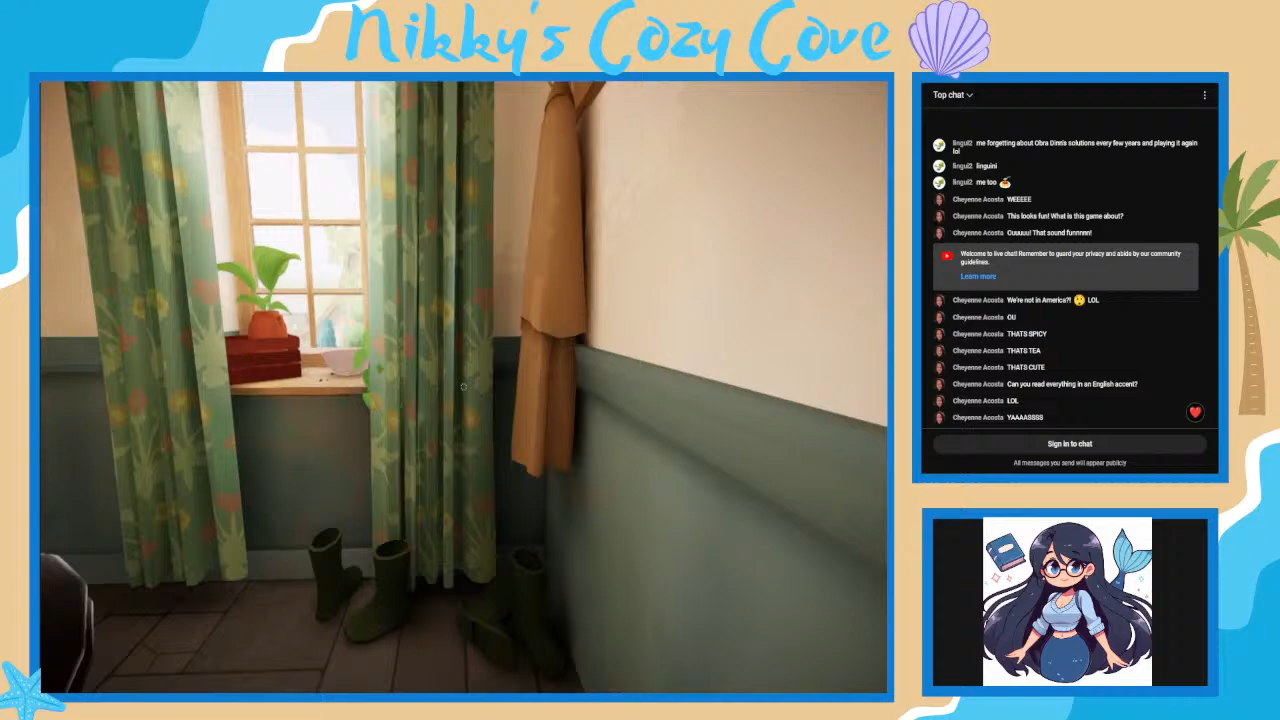 Nikky's Cozy Cove
Top chat
lingui2 me forgetting about Obra Dinn's solutions every few years and playing it again
lol
lingui2 linguini
lingui2 me too
Cheyenne Acosta WEEEEE
Cheyenne Acosta This looks fun! What is this game about?
Cheyenne Acosta Ouuuuu! That sound funnnnn!
Welcome to live chat! Remember to guard your privacy and abide by our community
guidelines.
Learn more
Cheyenne Acosta We're not in America?! 😲 LOL
Cheyenne Acosta OU
Cheyenne Acosta THATS SPICY
Cheyenne Acosta THATS TEA
Cheyenne Acosta THATS CUTE
Cheyenne Acosta Can you read everything in an English accent?
Cheyenne Acosta LOL
Cheyenne Acosta YAAAASSSS
Sign in to chat
All messages you send will appear publicly